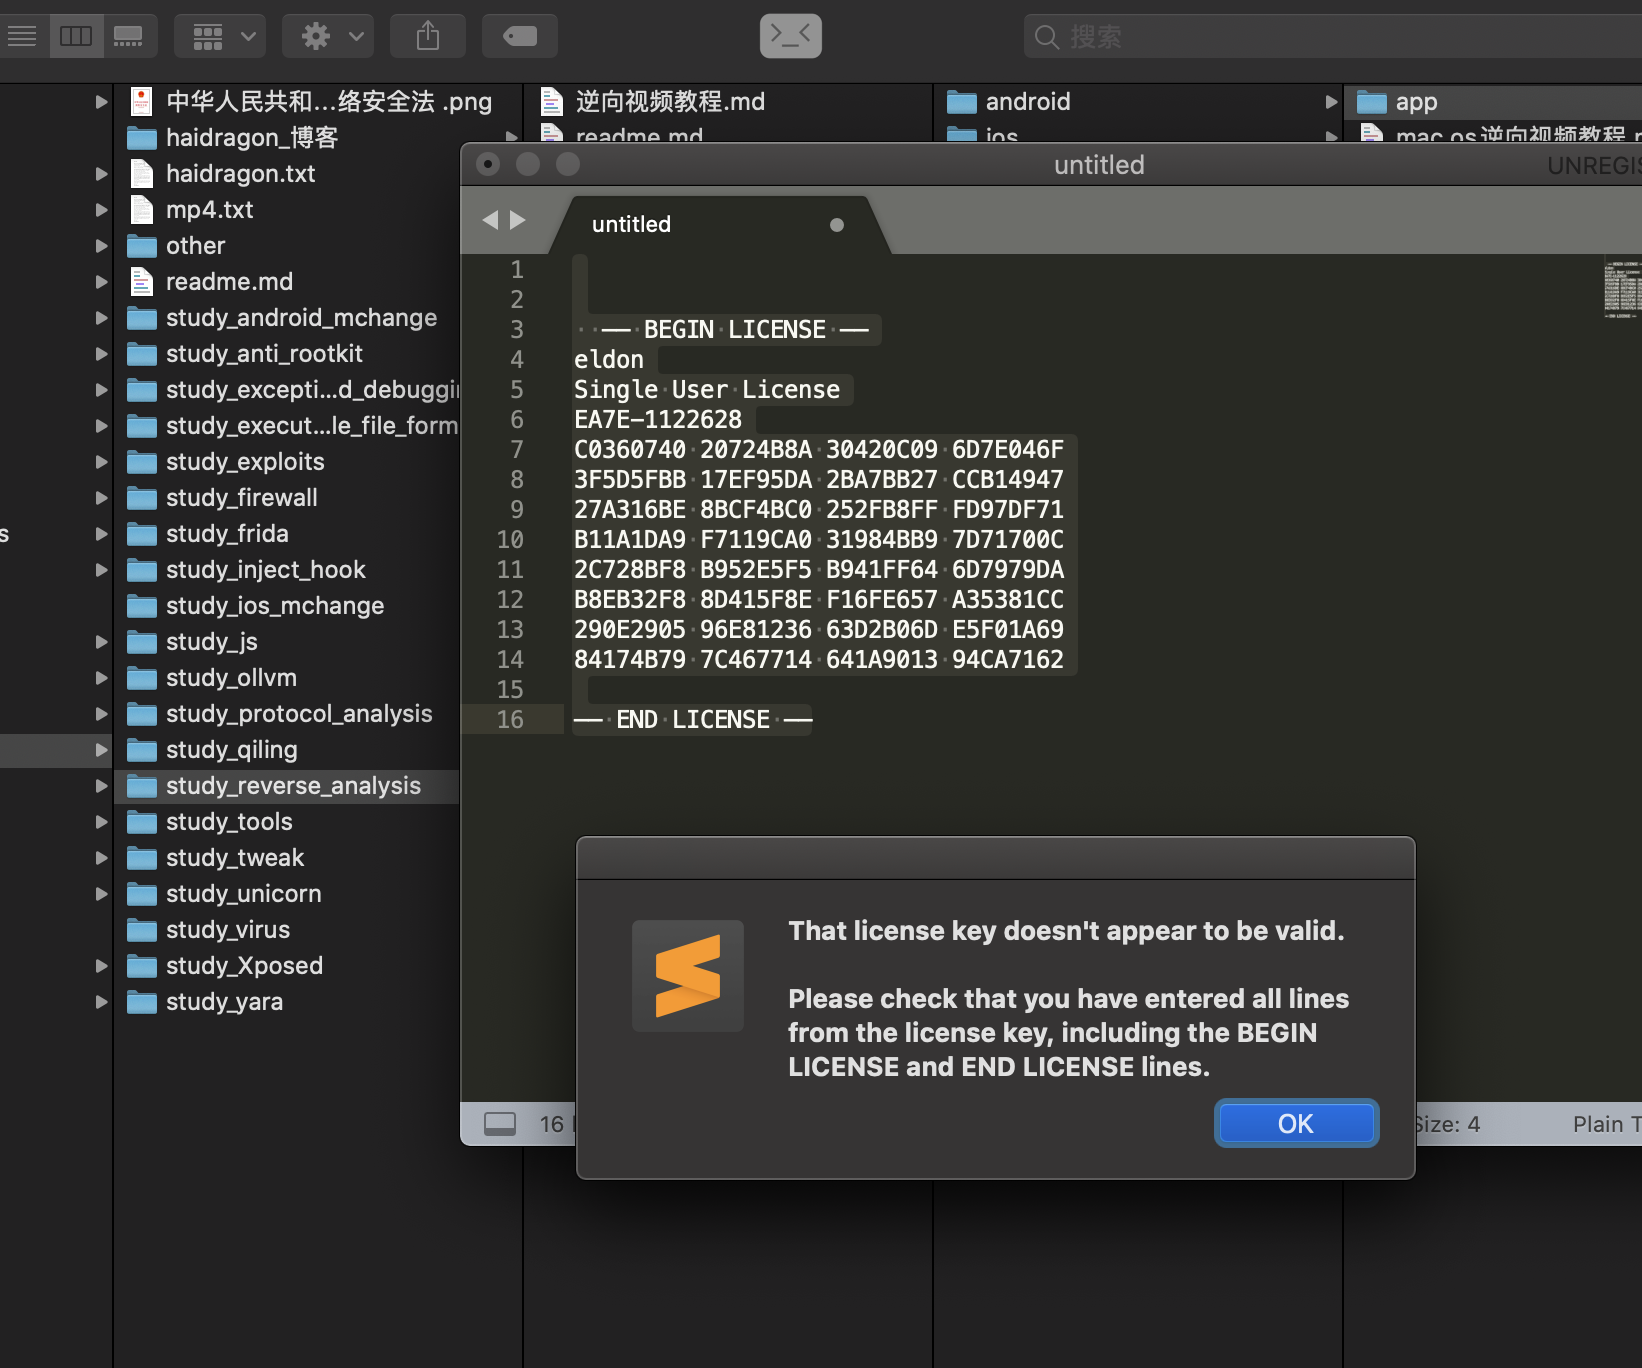 搜索
中华人民共和...络安全法 .png
haidragon_博客
haidragon.txt
mp4.txt
other
readme.md
study_android_mchange
study_anti_rootkit
study_excepti...d_debuggi
study_execut...le_file_form
study_exploits
study_firewall
study_frida
study_inject_hook
study_ios_mchange
study_js
study_ollvm
study_protocol_analysis
study_qiling
study_reverse_analysis
study_tools
study_tweak
study_unicorn
study_virus
study_Xposed
study_yara
s
逆向视频教程.md
readme.md
android
ios
app
mac os逆向视频教程
untitled
UNREGIS
untitled
1
2
3 —— BEGIN LICENSE ——
4 eldon
5 Single User License
6 EA7E-1122628
7 C0360740 20724B8A 30420C09 6D7E046F
8 3F5D5FBB 17EF95DA 2BA7BB27 CCB14947
9 27A316BE 8BCF4BC0 252FB8FF FD97DF71
10 B11A1DA9 F7119CA0 31984BB9 7D71700C
11 2C728BF8 B952E5F5 B941FF64 6D7979DA
12 B8EB32F8 8D415F8E F16FE657 A35381CC
13 290E2905 96E81236 63D2B06D E5F01A69
14 84174B79 7C467714 641A9013 94CA7162
15
16 —— END LICENSE ——
That license key doesn't appear to be valid.
Please check that you have entered all lines
from the license key, including the BEGIN
LICENSE and END LICENSE lines.
OK
16
Size: 4
Plain T